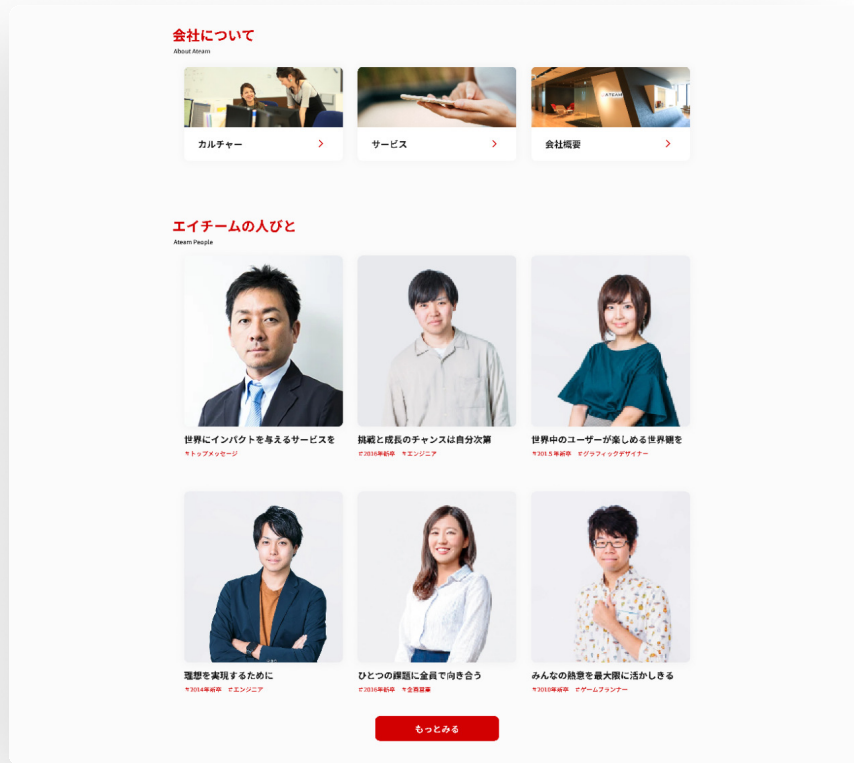 会社について
About Ateam
ATEAM
カルチャー
サービス
会社概要
エイチームの人びと
Ateam People
世界にインパクトを与えるサービスを
#トップメッセージ
挑戦と成長のチャンスは自分次第
#2016年新卒 #エンジニア
世界中のユーザーが楽しめる世界観を
#2015年新卒 #グラフィックデザイナー
理想を実現するために
#2014年新卒 #エンジニア
ひとつの課題に全員で向き合う
#2016年新卒 #企画営業
みんなの熱意を最大限に活かしきる
#2010年新卒 #ゲームプランナー
もっとみる